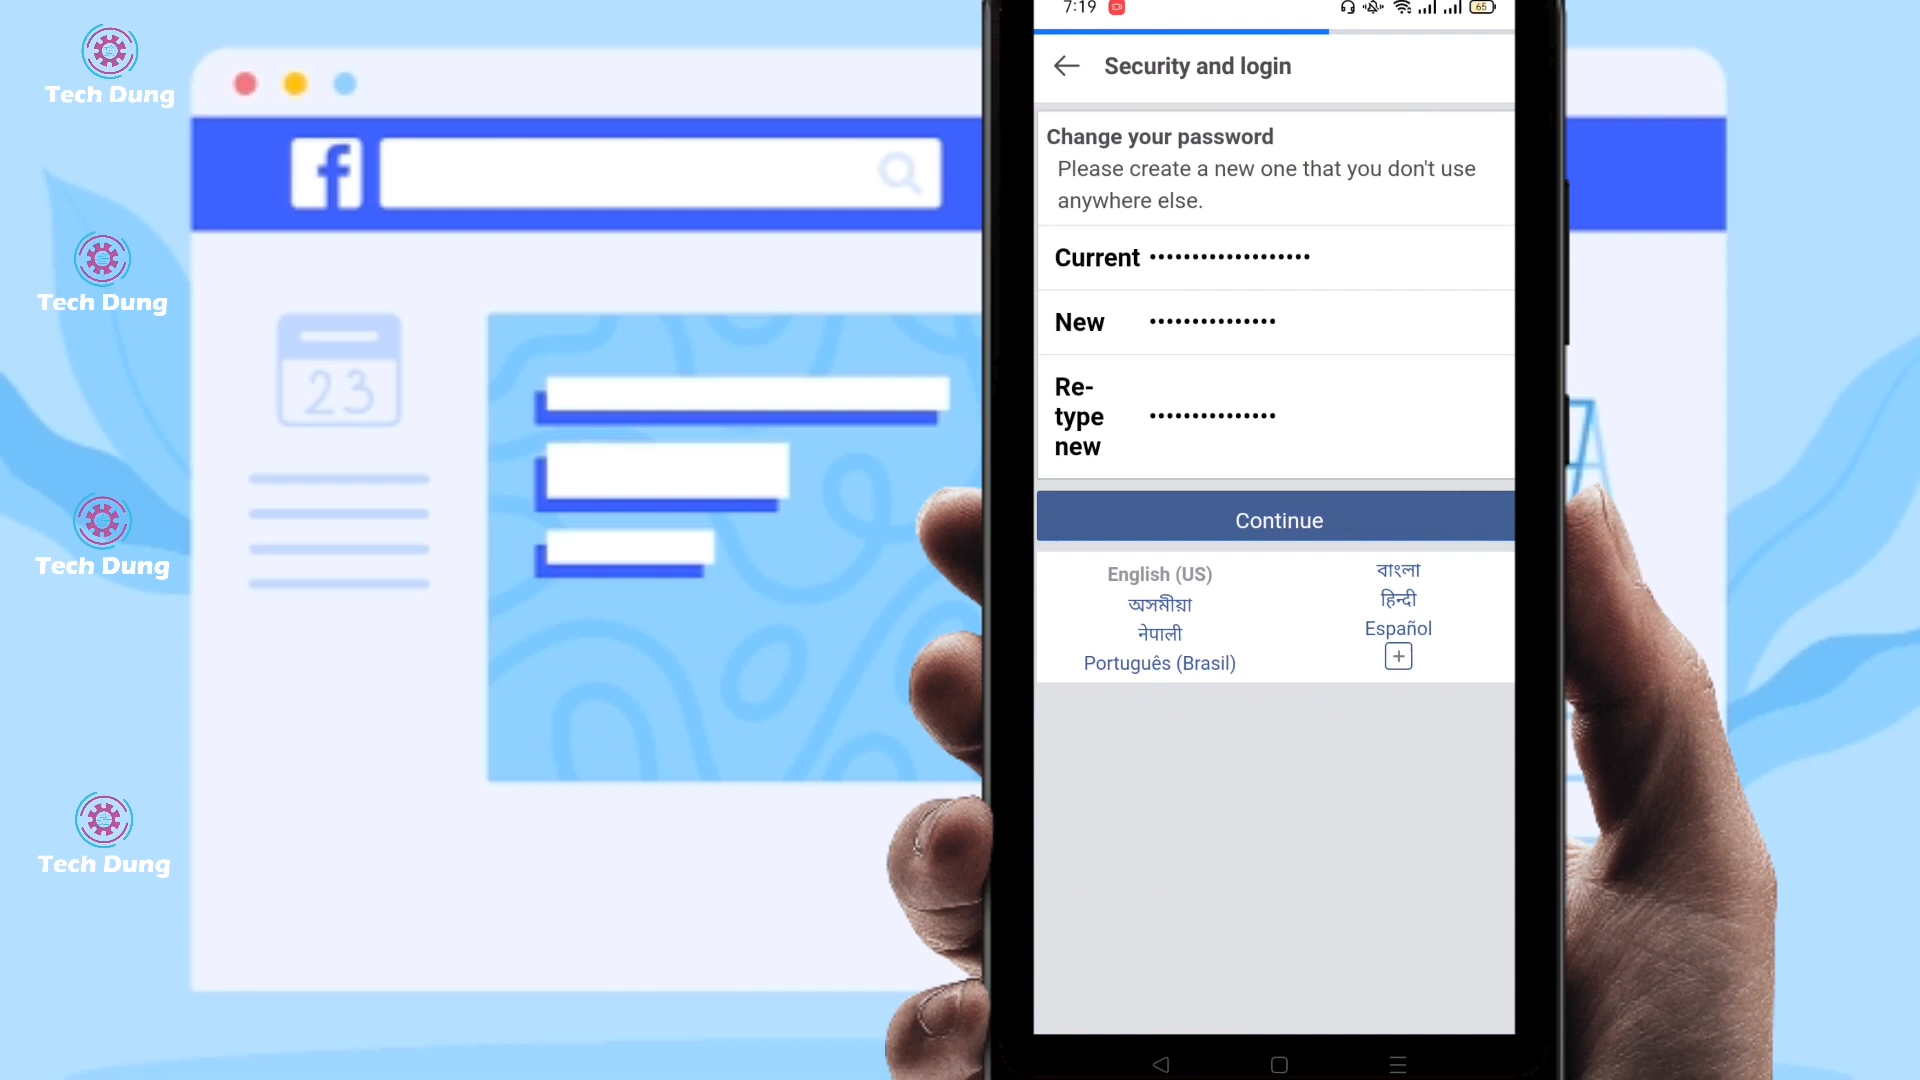 Tech Dung
Tech Dung
Tech Dung
Tech Dung
f
23
7:19
65
Security and login
Change your password
Please create a new one that you don't use
anywhere else.
Current •••••••••••••••••••
New •••••••••••••••
Re-
type
new
•••••••••••••••
Continue
English (US)
অসমীয়া
नेपाली
Português (Brasil)
বাংলা
हिन्दी
Español